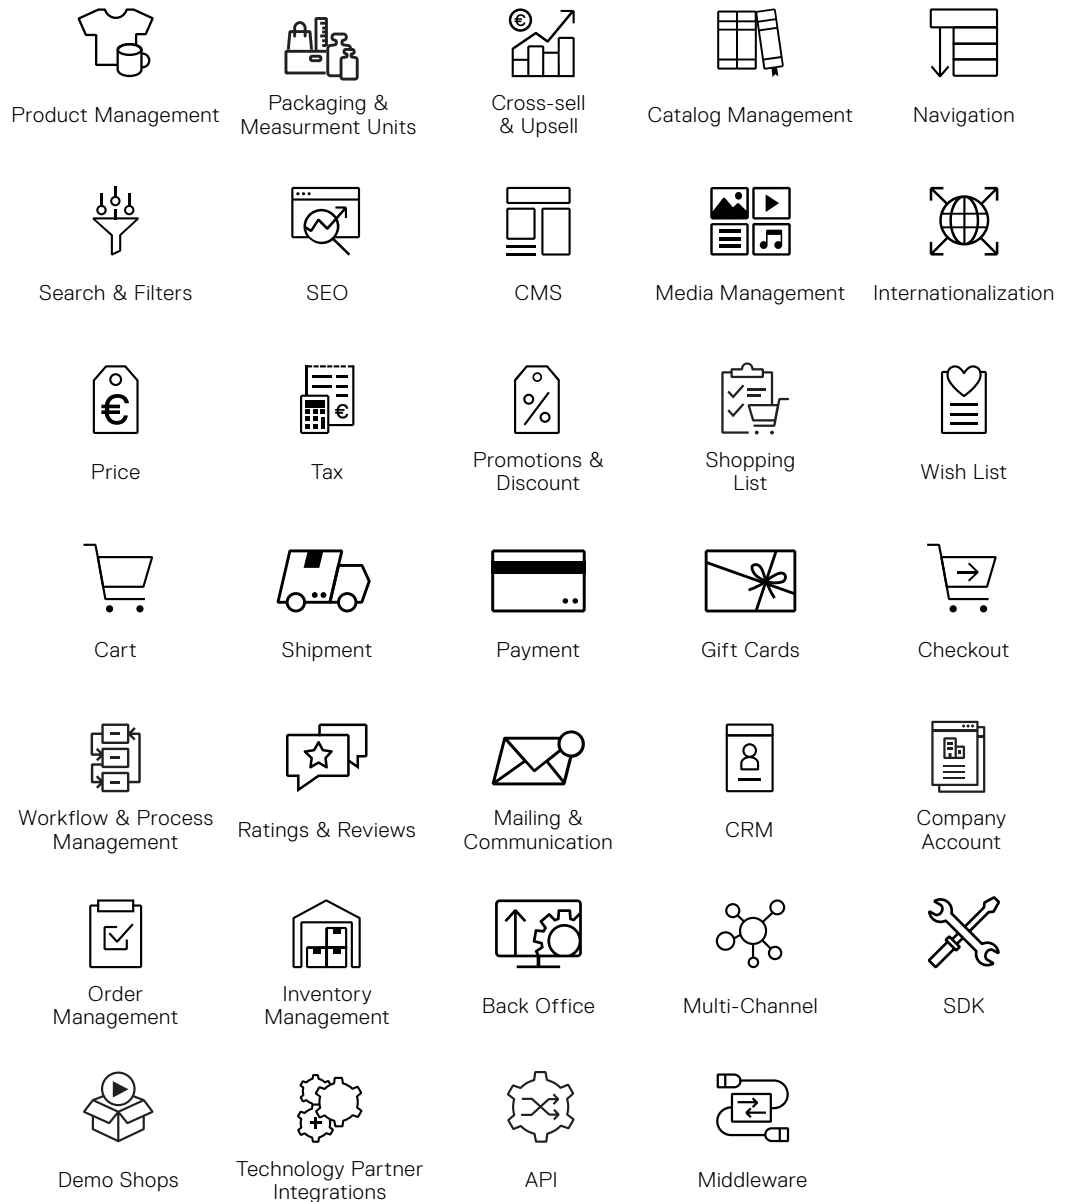 €
Product Management
Packaging &
Measurment Units
Cross-sell
& Upsell
Catalog Management
Navigation
Search & Filters
SEO
CMS
Media Management
Internationalization
€
€
%
Price
Tax
Promotions &
Discount
Shopping
List
Wish List
Cart
Shipment
Payment
Gift Cards
Checkout
Workflow & Process
Management
Ratings & Reviews
Mailing &
Communication
CRM
Company
Account
Order
Management
Inventory
Management
Back Office
Multi-Channel
SDK
Demo Shops
Technology Partner
Integrations
API
Middleware